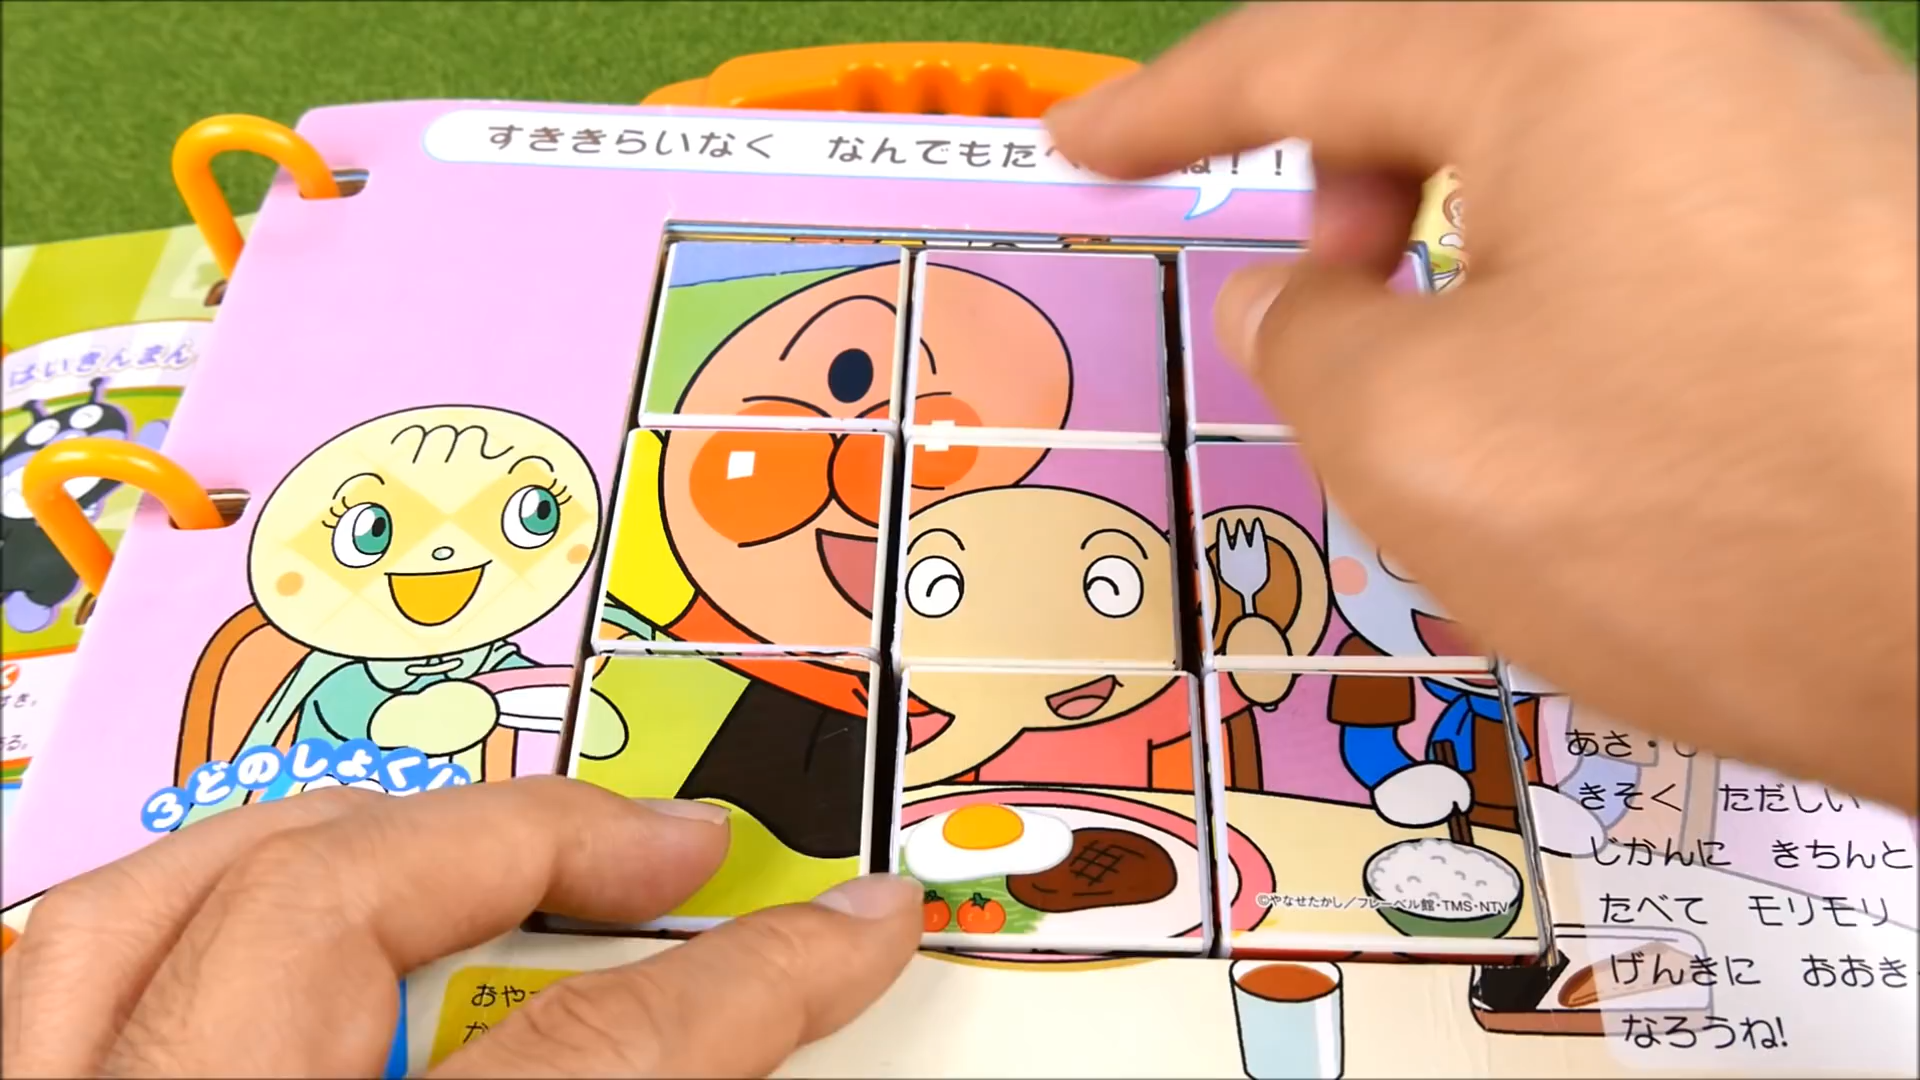 すききらいなく なんでもた ね！！
ばいきんまん
3どのしょく
あさ・
きそく ただしい
じかんに きちんと
たべて モリモリ
げんきに おおき
なろうね!
©やなせたかし／フレーベル館・TMS・NTV
おや